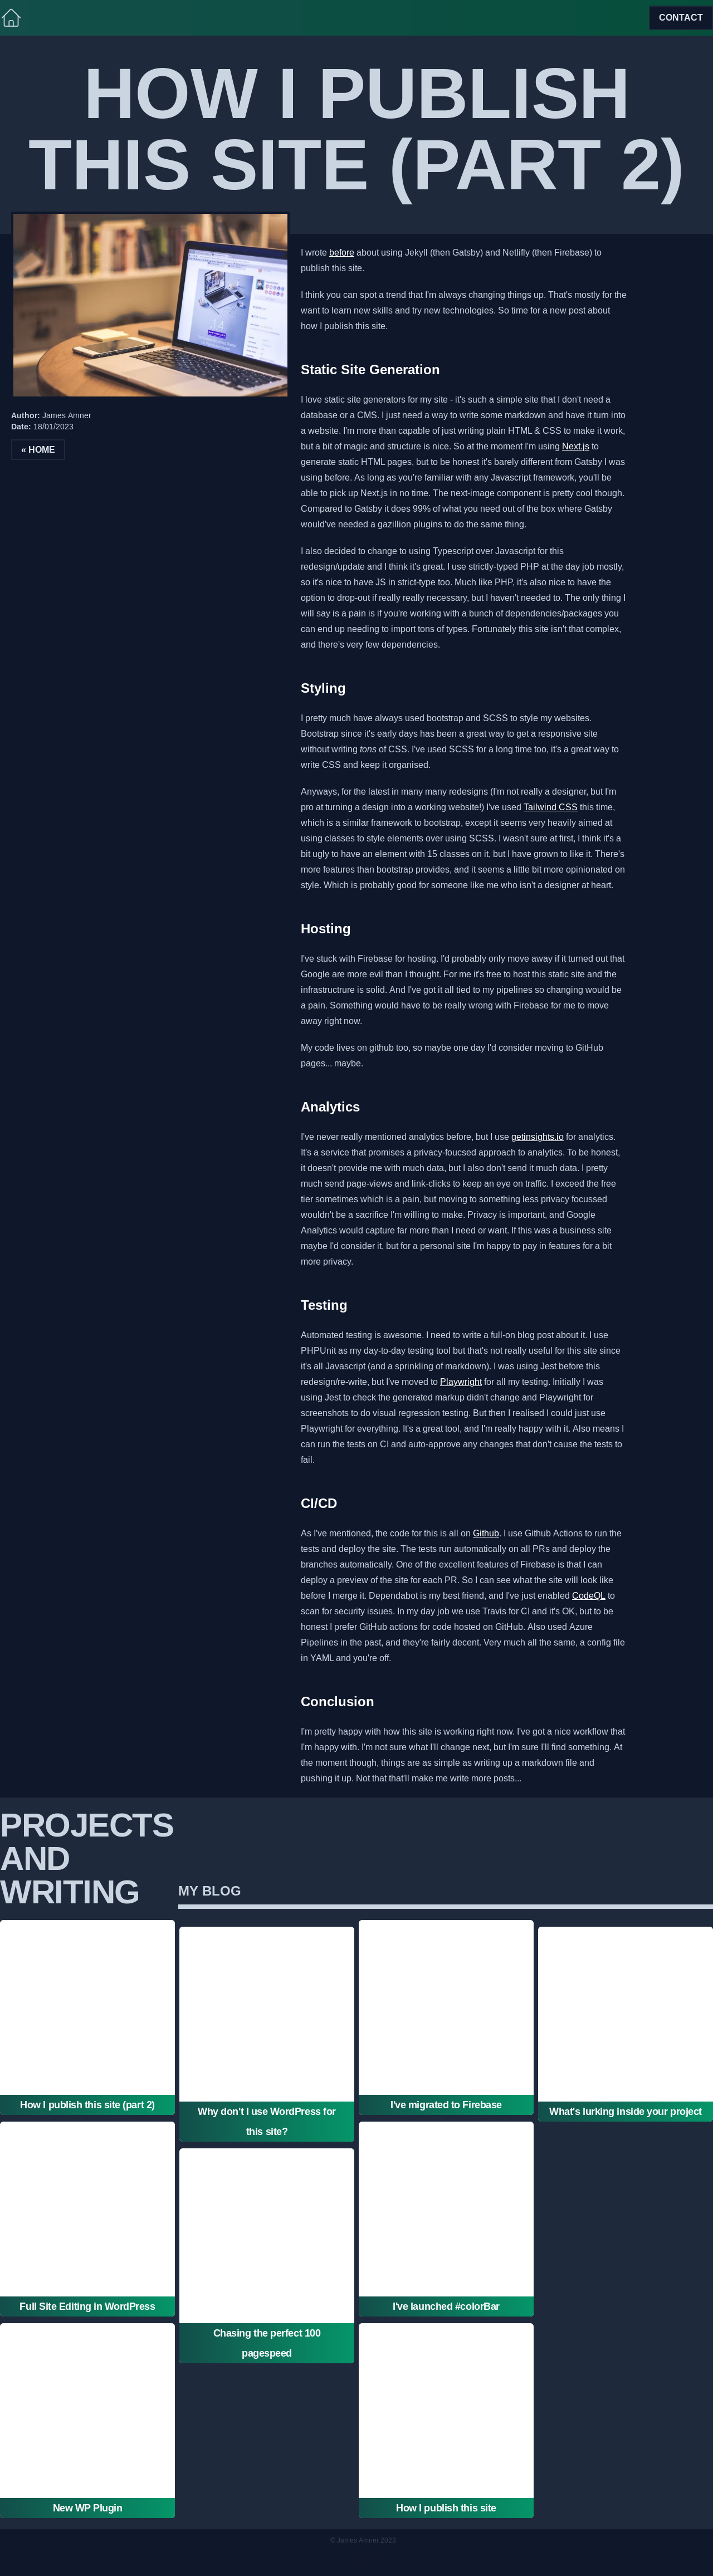 CONTACT
HOW I PUBLISH
THIS SITE (PART 2)
Author: James Amner
Date: 18/01/2023
« HOME
I wrote before about using Jekyll (then Gatsby) and Netlifly (then Firebase) to
publish this site.
I think you can spot a trend that I'm always changing things up. That's mostly for the
want to learn new skills and try new technologies. So time for a new post about
how I publish this site.
Static Site Generation
I love static site generators for my site - it's such a simple site that I don't need a
database or a CMS. I just need a way to write some markdown and have it turn into
a website. I'm more than capable of just writing plain HTML & CSS to make it work,
but a bit of magic and structure is nice. So at the moment I'm using Next.js to
generate static HTML pages, but to be honest it's barely different from Gatsby I was
using before. As long as you're familiar with any Javascript framework, you'll be
able to pick up Next.js in no time. The next-image component is pretty cool though.
Compared to Gatsby it does 99% of what you need out of the box where Gatsby
would've needed a gazillion plugins to do the same thing.
I also decided to change to using Typescript over Javascript for this
redesign/update and I think it's great. I use strictly-typed PHP at the day job mostly,
so it's nice to have JS in strict-type too. Much like PHP, it's also nice to have the
option to drop-out if really really necessary, but I haven't needed to. The only thing I
will say is a pain is if you're working with a bunch of dependencies/packages you
can end up needing to import tons of types. Fortunately this site isn't that complex,
and there's very few dependencies.
Styling
I pretty much have always used bootstrap and SCSS to style my websites.
Bootstrap since it's early days has been a great way to get a responsive site
without writing tons of CSS. I've used SCSS for a long time too, it's a great way to
write CSS and keep it organised.
Anyways, for the latest in many many redesigns (I'm not really a designer, but I'm
pro at turning a design into a working website!) I've used Tailwind CSS this time,
which is a similar framework to bootstrap, except it seems very heavily aimed at
using classes to style elements over using SCSS. I wasn't sure at first, I think it's a
bit ugly to have an element with 15 classes on it, but I have grown to like it. There's
more features than bootstrap provides, and it seems a little bit more opinionated on
style. Which is probably good for someone like me who isn't a designer at heart.
Hosting
I've stuck with Firebase for hosting. I'd probably only move away if it turned out that
Google are more evil than I thought. For me it's free to host this static site and the
infrastructrure is solid. And I've got it all tied to my pipelines so changing would be
a pain. Something would have to be really wrong with Firebase for me to move
away right now.
My code lives on github too, so maybe one day I'd consider moving to GitHub
pages... maybe.
Analytics
I've never really mentioned analytics before, but I use getinsights.io for analytics.
It's a service that promises a privacy-foucsed approach to analytics. To be honest,
it doesn't provide me with much data, but I also don't send it much data. I pretty
much send page-views and link-clicks to keep an eye on traffic. I exceed the free
tier sometimes which is a pain, but moving to something less privacy focussed
wouldn't be a sacrifice I'm willing to make. Privacy is important, and Google
Analytics would capture far more than I need or want. If this was a business site
maybe I'd consider it, but for a personal site I'm happy to pay in features for a bit
more privacy.
Testing
Automated testing is awesome. I need to write a full-on blog post about it. I use
PHPUnit as my day-to-day testing tool but that's not really useful for this site since
it's all Javascript (and a sprinkling of markdown). I was using Jest before this
redesign/re-write, but I've moved to Playwright for all my testing. Initially I was
using Jest to check the generated markup didn't change and Playwright for
screenshots to do visual regression testing. But then I realised I could just use
Playwright for everything. It's a great tool, and I'm really happy with it. Also means I
can run the tests on CI and auto-approve any changes that don't cause the tests to
fail.
CI/CD
As I've mentioned, the code for this is all on Github. I use Github Actions to run the
tests and deploy the site. The tests run automatically on all PRs and deploy the
branches automatically. One of the excellent features of Firebase is that I can
deploy a preview of the site for each PR. So I can see what the site will look like
before I merge it. Dependabot is my best friend, and I've just enabled CodeQL to
scan for security issues. In my day job we use Travis for CI and it's OK, but to be
honest I prefer GitHub actions for code hosted on GitHub. Also used Azure
Pipelines in the past, and they're fairly decent. Very much all the same, a config file
in YAML and you're off.
Conclusion
I'm pretty happy with how this site is working right now. I've got a nice workflow that
I'm happy with. I'm not sure what I'll change next, but I'm sure I'll find something. At
the moment though, things are as simple as writing up a markdown file and
pushing it up. Not that that'll make me write more posts...
PROJECTS
AND
WRITING
MY BLOG
How I publish this site (part 2)
Why don't I use WordPress for
this site?
I've migrated to Firebase
What's lurking inside your project
Full Site Editing in WordPress
Chasing the perfect 100
pagespeed
I've launched #colorBar
New WP Plugin
How I publish this site
© James Amner 2023